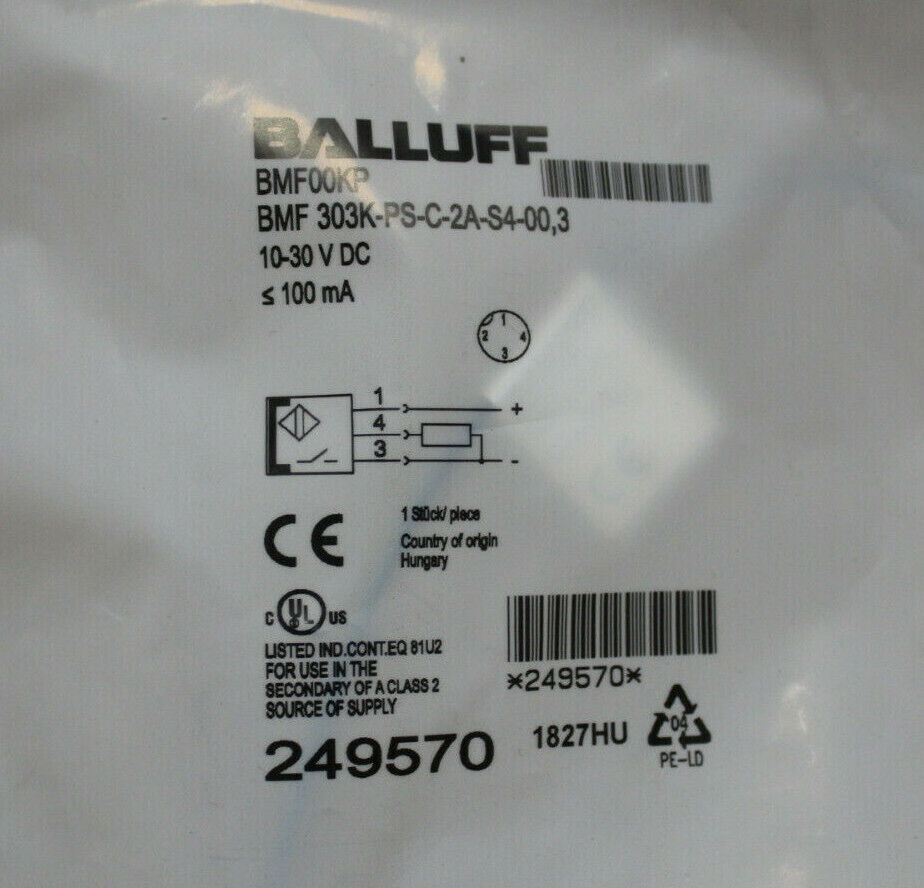 BALLUFF
BMF00KP
BMF 303K-PS-C-2A-S4-00,3
10-30 V DC
≤ 100 mA
1
2 4
3
1
+
4
3
-
CE
1 Stück/ piece
Country of origin
Hungary
C UL US
LISTED IND.CONT.EQ 81U2
FOR USE IN THE
SECONDARY OF A CLASS 2
SOURCE OF SUPPLY
*249570*
249570
1827HU
04
PE-LD